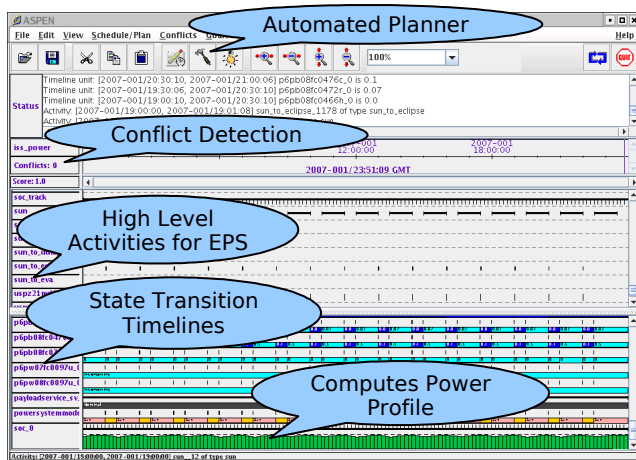 ASPEN
File Edit View Schedule/Plan Conflicts
Help
Automated Planner
100%
QUIT
Status
Timeline unit: [2007-001/20:30:10, 2007-001/21:00:06] p6pb08fc0476c_0 is 0.1
Timeline unit: [2007-001/19:30:06, 2007-001/20:30:10] p6pb08fc0472r_0 is 0.07
Timeline unit: [2007-001/19:00:10, 2007-001/20:30:10] p6pb08fc0466h_0 is 0.0
Activity: [2007-001/19:00:00, 2007-001/19:01:08] sun_to_eclipse_1178 of type sun_to_eclipse
Conflict Detection
iss_power
12:00:00
2007-001
18:00:00
Conflicts: 0
2007-001/23:51:09 GMT
Score: 1.0
soc_track
sun
High Level
Activities for EPS
sun_to_eva
State Transition
Timelines
p6pw07fc0097u_(
p6pw08fc0097u_(
Computes Power
Profile
payloadservice_sv_
powersystemmode
soc_0
Activity: [2007-001/18:00:00, 2007-001/19:00:00] sun__12 of type sun